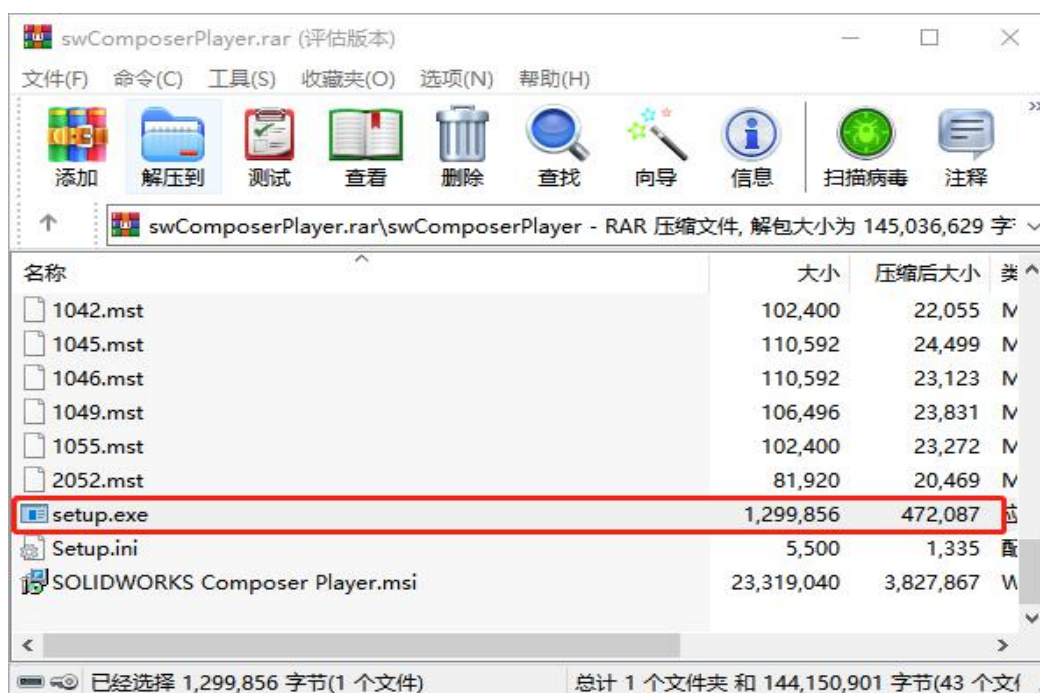 swComposerPlayer.rar (评估版本)
文件(F) 命令(C) 工具(S) 收藏夹(O) 选项(N) 帮助(H)
添加 解压到 测试 查看 删除 查找 向导 信息 扫描病毒 注释
swComposerPlayer.rar\swComposerPlayer - RAR 压缩文件, 解包大小为 145,036,629 字
名称 大小 压缩后大小 类
1042.mst 102,400 22,055
1045.mst 110,592 24,499
1046.mst 110,592 23,123
1049.mst 106,496 23,831
1055.mst 102,400 23,272
2052.mst 81,920 20,469
setup.exe 1,299,856 472,087
Setup.ini 5,500 1,335 配
SOLIDWORKS Composer Player.msi 23,319,040 3,827,867
已经选择 1,299,856 字节(1 个文件) 总计 1 个文件夹 和 144,150,901 字节(43 个文